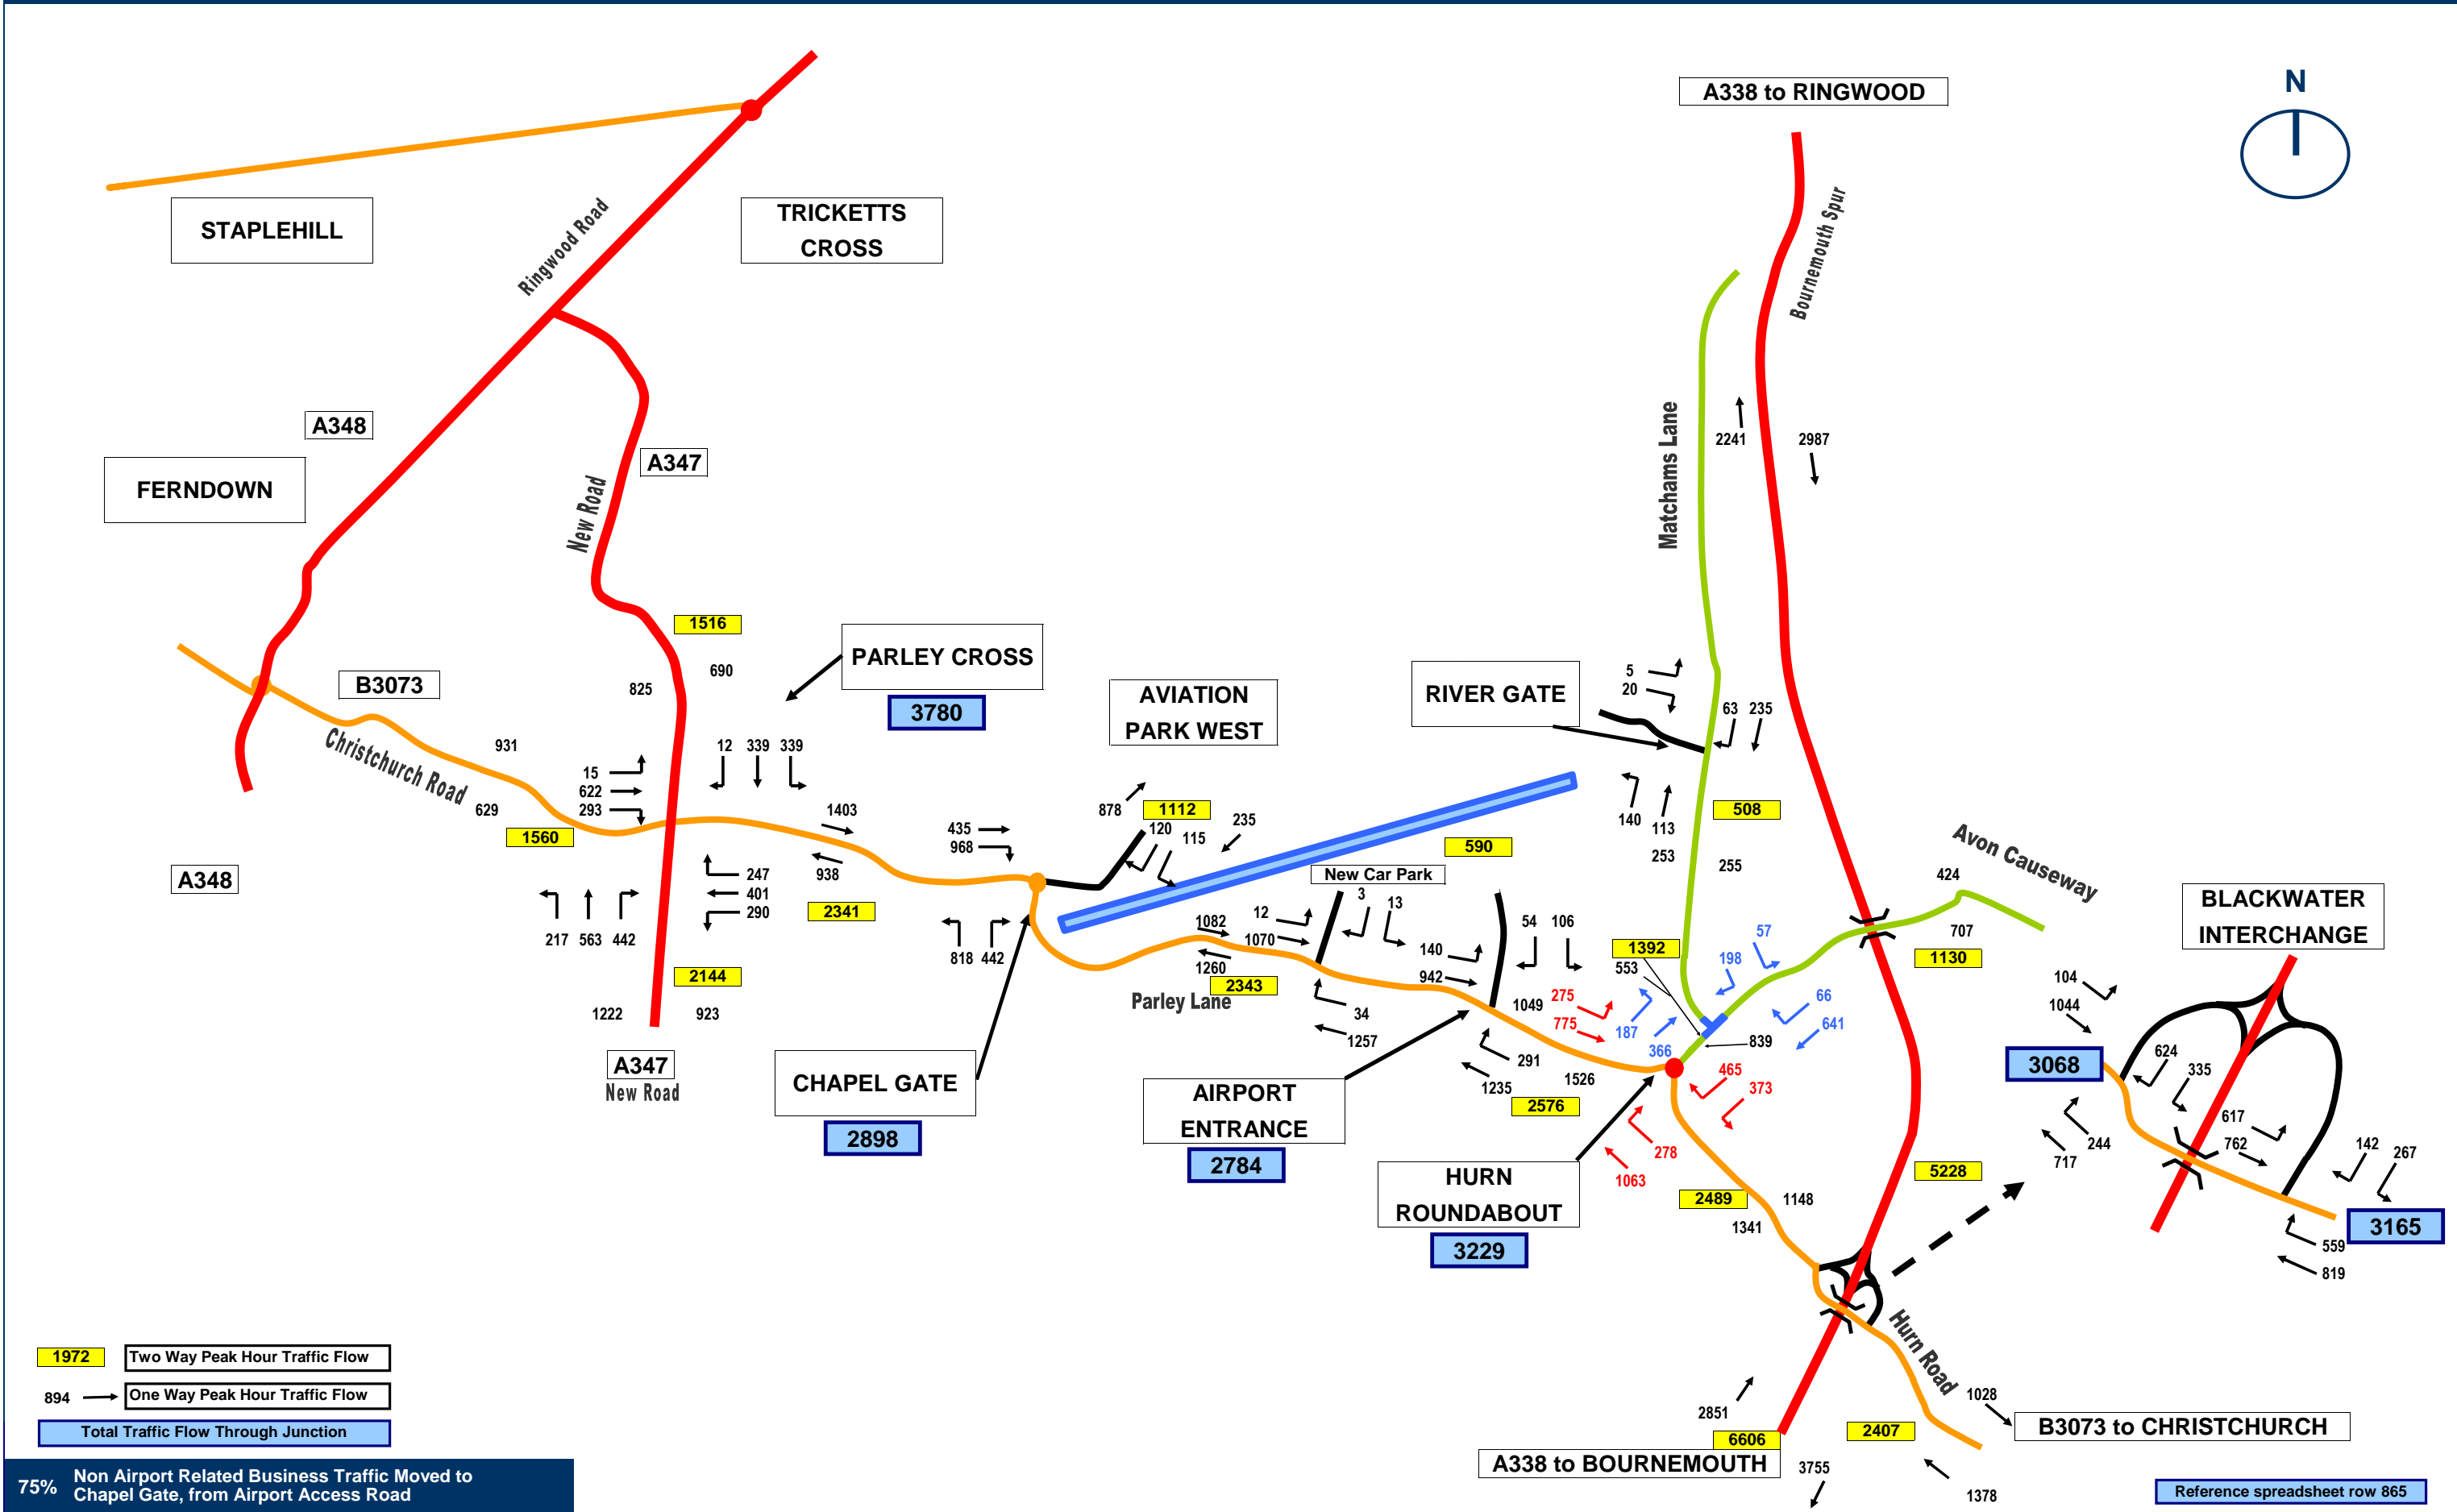 A338 to RINGWOOD
N
STAPLEHILL
TRICKETTS
CROSS
Ringwood Road
Bournemouth Spur
A348
A347
FERNDOWN
New Road
Matchams Lane
2241
2987
1516
690
825
PARLEY CROSS
3780
B3073
Christchurch Road
931
629
1560
15
622
293
12 339 339
1403
938
2341
247
401
290
217 563 442
2144
1222
923
A347
New Road
A348
AVIATION
PARK WEST
878
1112
120
115
235
435
968
818 442
CHAPEL GATE
2898
590
New Car Park
1082
1070
12
3
13
1260
2343
Parley Lane
34
1257
140
942
54 106
1049
291
1235
1526
2576
AIRPORT
ENTRANCE
2784
RIVER GATE
5
20
63 235
140
113
253
255
508
1392
553
198
57
275
775
187
366
66
641
839
465
373
278
1063
HURN
ROUNDABOUT
3229
2489
1148
1341
424
Avon Causeway
707
1130
5228
BLACKWATER
INTERCHANGE
104
1044
3068
624
335
617
762
244
717
142
267
3165
559
819
Hurn Road
1028
B3073 to CHRISTCHURCH
2407
1378
2851
6606
A338 to BOURNEMOUTH
3755
1972 Two Way Peak Hour Traffic Flow
894 One Way Peak Hour Traffic Flow
Total Traffic Flow Through Junction
75% Non Airport Related Business Traffic Moved to
Chapel Gate, from Airport Access Road
Reference spreadsheet row 865